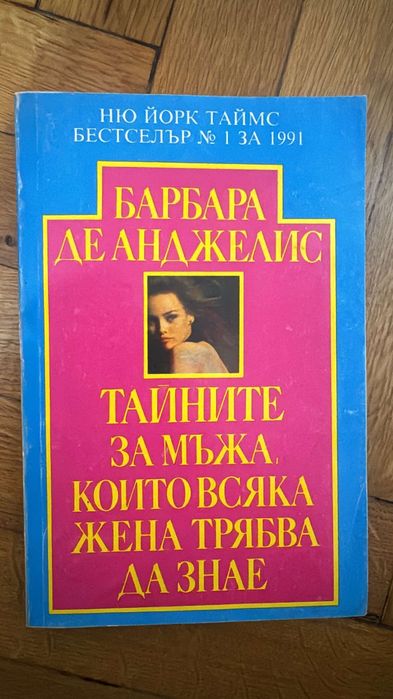 НЮ ЙОРК ТАЙМС
БЕСТСЕЛЪР № 1 ЗА 1991
БАРБАРА
ДЕ АНДЖЕЛИС
ТАЙНИТЕ
ЗА МЪЖА,
КОИТО ВСЯКА
ЖЕНА ТРЯБВА
ДА ЗНАЕ